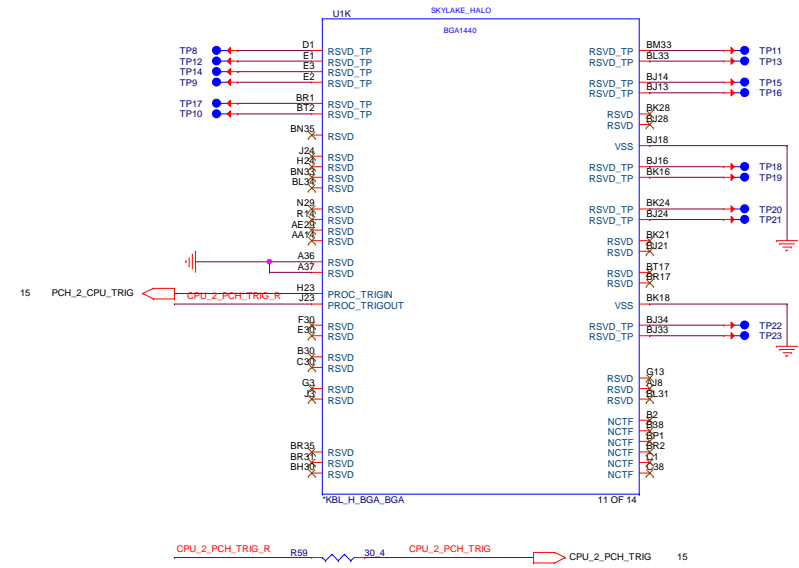 U1K SKYLAKE_HALO
BGA1440
TP8 D1 RSVD_TP RSVD_TP BM33 TP11
TP12 E1 RSVD_TP RSVD_TP BL33 TP13
TP14 E3 RSVD_TP
TP9 E2 RSVD_TP RSVD_TP BJ14 TP15
RSVD_TP BJ13 TP16
TP17 BR1 RSVD_TP
TP10 BT2 RSVD_TP RSVD BK28
RSVD BJ28
BN35 RSVD
VSS BJ18
J24 RSVD
H24 RSVD RSVD_TP BJ16 TP18
BN33 RSVD RSVD_TP BK16 TP19
BL34 RSVD
N29 RSVD RSVD_TP BK24 TP20
R14 RSVD RSVD_TP BJ24 TP21
AE29 RSVD
AA14 RSVD RSVD BK21
RSVD BJ21
A36 RSVD
A37 RSVD RSVD BT17
RSVD BR17
15 PCH_2_CPU_TRIG H23 PROC_TRIGIN
CPU_2_PCH_TRIG_R J23 PROC_TRIGOUT VSS BK18
F30 RSVD RSVD_TP BJ34 TP22
E30 RSVD RSVD_TP BJ33 TP23
B30 RSVD
C30 RSVD
RSVD G13
G3 RSVD RSVD AJ8
J3 RSVD RSVD BL31
NCTF B2
NCTF B38
NCTF BP1
BR35 RSVD NCTF BR2
BR31 RSVD NCTF C1
BH30 RSVD NCTF C38
*KBL_H_BGA_BGA 11 OF 14
CPU_2_PCH_TRIG_R R59 30_4 CPU_2_PCH_TRIG CPU_2_PCH_TRIG 15